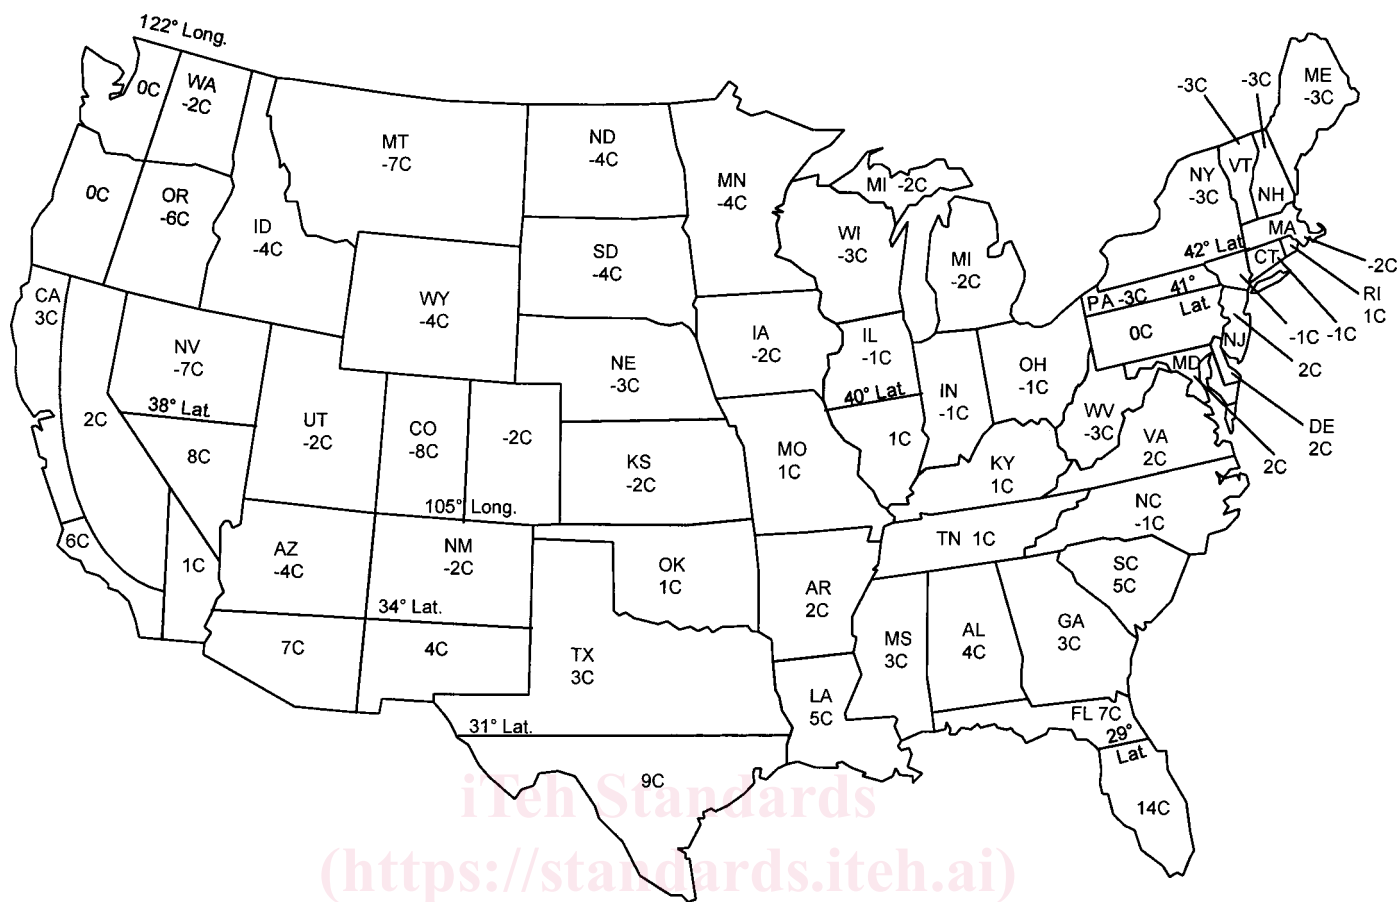 122° Long.
0C
WA
-2C
0C
OR
-6C
ID
-4C
MT
-7C
ND
-4C
MN
-4C
SD
-4C
WY
-4C
WI
-3C
MI -2C
MI
-2C
CA
3C
2C
6C
1C
NV
-7C
38° Lat.
8C
UT
-2C
CO
-8C
-2C
105° Long.
NE
-3C
KS
-2C
IA
-2C
MO
1C
IL
-1C
40° Lat
1C
IN
-1C
OH
-1C
KY
1C
TN 1C
WV
-3C
VA
2C
NC
-1C
SC
5C
GA
3C
AL
4C
MS
3C
AR
2C
LA
5C
OK
1C
TX
3C
31° Lat.
9C
AZ
-4C
7C
NM
-2C
34° Lat.
4C
FL 7C
29°
Lat
14C
ME
-3C
-3C
-3C
VT
NH
NY
-3C
42° Lat
MA
-2C
CT
RI
1C
-1C
-1C
PA -3C 41°
Lat.
0C
NJ
2C
MD
2C
DE
2C
iTeh Standards
(https://standards.iteh.ai)